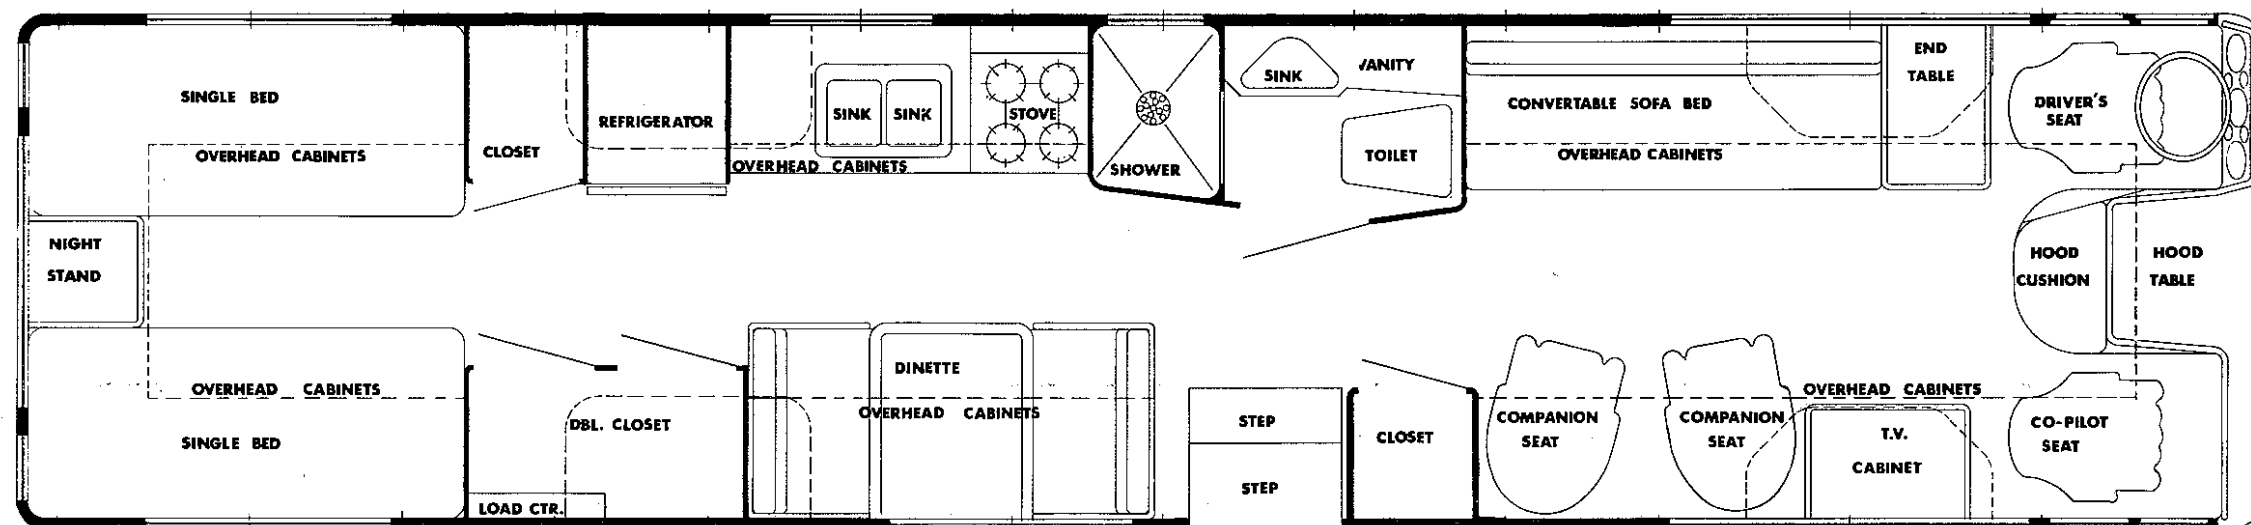 SINGLE BED
OVERHEAD CABINETS
CLOSET
REFRIGERATOR
SINK
SINK
STOVE
OVERHEAD CABINETS
SHOWER
SINK
VANITY
TOILET
CONVERTABLE SOFA BED
OVERHEAD CABINETS
END
TABLE
DRIVER'S
SEAT
NIGHT
STAND
HOOD
CUSHION
HOOD
TABLE
OVERHEAD CABINETS
SINGLE BED
DBL. CLOSET
LOAD CTR.
DINETTE
OVERHEAD CABINETS
STEP
STEP
CLOSET
COMPANION
SEAT
COMPANION
SEAT
OVERHEAD CABINETS
T.V.
CABINET
CO-PILOT
SEAT